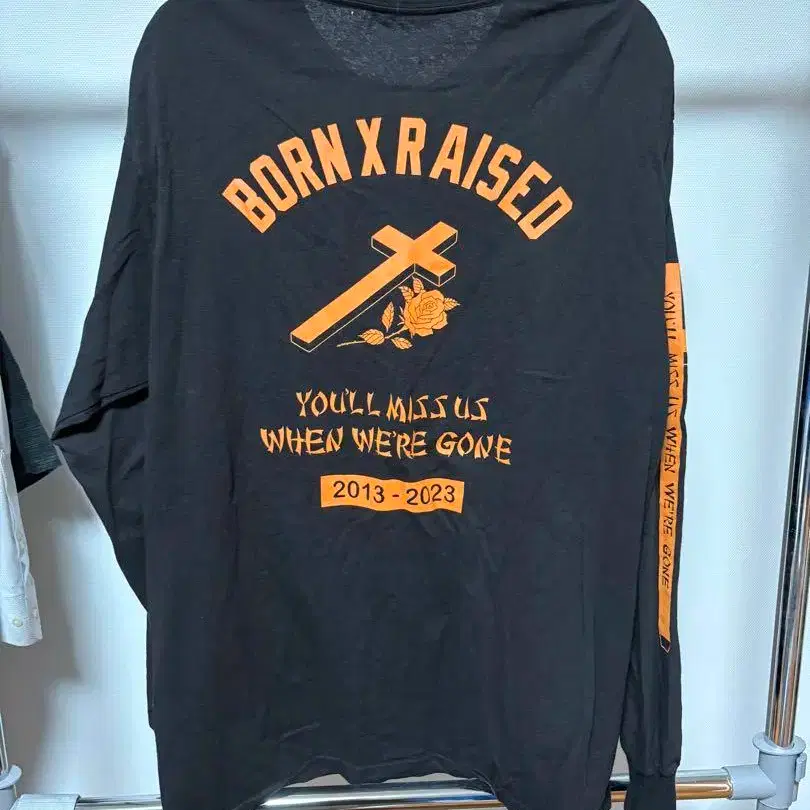 BORN X RAISED
YOU'LL MISS US
WHEN WE'RE GONE
2013 - 2023
YOU'LL MISS US WHEN WE'RE GONE